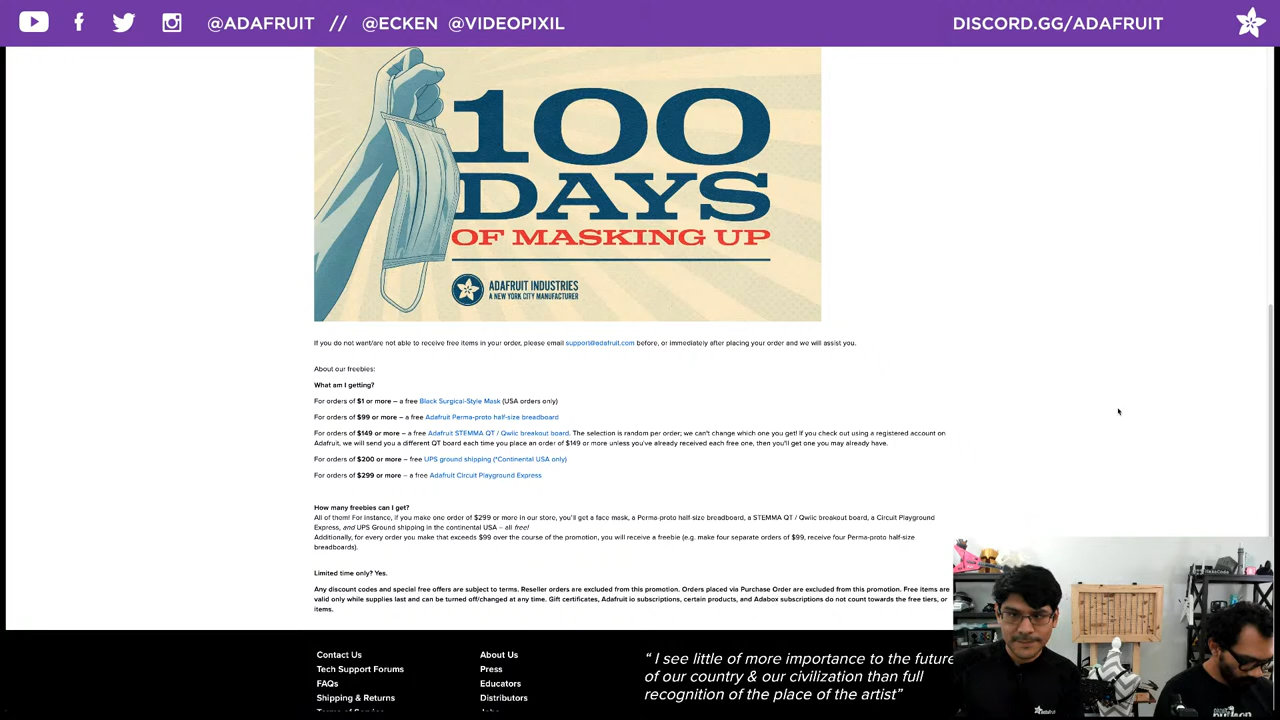 @ADAFRUIT // @ECKEN @VIDEOPIXIL
DISCORD.GG/ADAFRUIT
100
DAYS
OF MASKING UP
ADAFRUIT INDUSTRIES
A NEW YORK CITY MANUFACTURER
If you do not want/are not able to receive free items in your order, please email support@adafruit.com before, or immediately after placing your order and we will assist you.
About our freebies:
What am I getting?
For orders of $1 or more – a free Black Surgical-Style Mask (USA orders only)
For orders of $99 or more – a free Adafruit Perma-proto half-size breadboard
For orders of $149 or more – a free Adafruit STEMMA QT / Qwiic breakout board. The selection is random per order; we can't change which one you get! If you check out using a registered account on
Adafruit, we will send you a different QT board each time you place an order of $149 or more unless you've already received each free one, then you'll get one you may already have.
For orders of $200 or more – free UPS ground shipping (*Continental USA only)
For orders of $299 or more – a free Adafruit Circuit Playground Express
How many freebies can I get?
All of them! For instance, if you make one order of $299 or more in our store, you'll get a face mask, a Perma-proto half-size breadboard, a STEMMA QT / Qwiic breakout board, a Circuit Playground
Express, and UPS Ground shipping in the continental USA – all free!
Additionally, for every order you make that exceeds $99 over the course of the promotion, you will receive a freebie (e.g. make four separate orders of $99, receive four Perma-proto half-size
breadboards).
Limited time only? Yes.
Any discount codes and special free offers are subject to terms. Reseller orders are excluded from this promotion. Orders placed via Purchase Order are excluded from this promotion. Free items are
valid only while supplies last and can be turned off/changed at any time. Gift certificates, Adafruit io subscriptions, certain products, and Adabox subscriptions do not count towards the free tiers, or
items.
Contact Us
Tech Support Forums
FAQs
Shipping & Returns
Terms of Service
About Us
Press
Educators
Distributors
Jobs
“ I see little of more importance to the future
of our country & our civilization than full
recognition of the place of the artist”